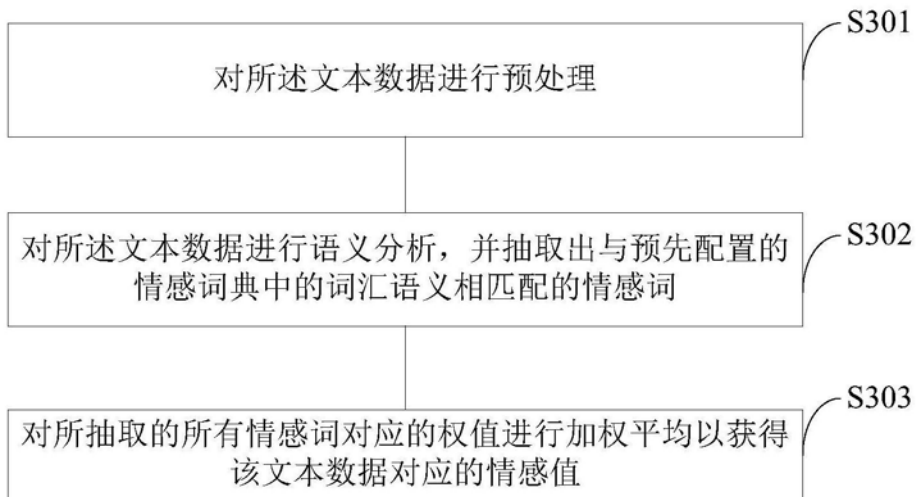 S301
对所述文本数据进行预处理
S302
对所述文本数据进行语义分析，并抽取出与预先配置的
情感词典中的词汇语义相匹配的情感词
S303
对所抽取的所有情感词对应的权值进行加权平均以获得
该文本数据对应的情感值